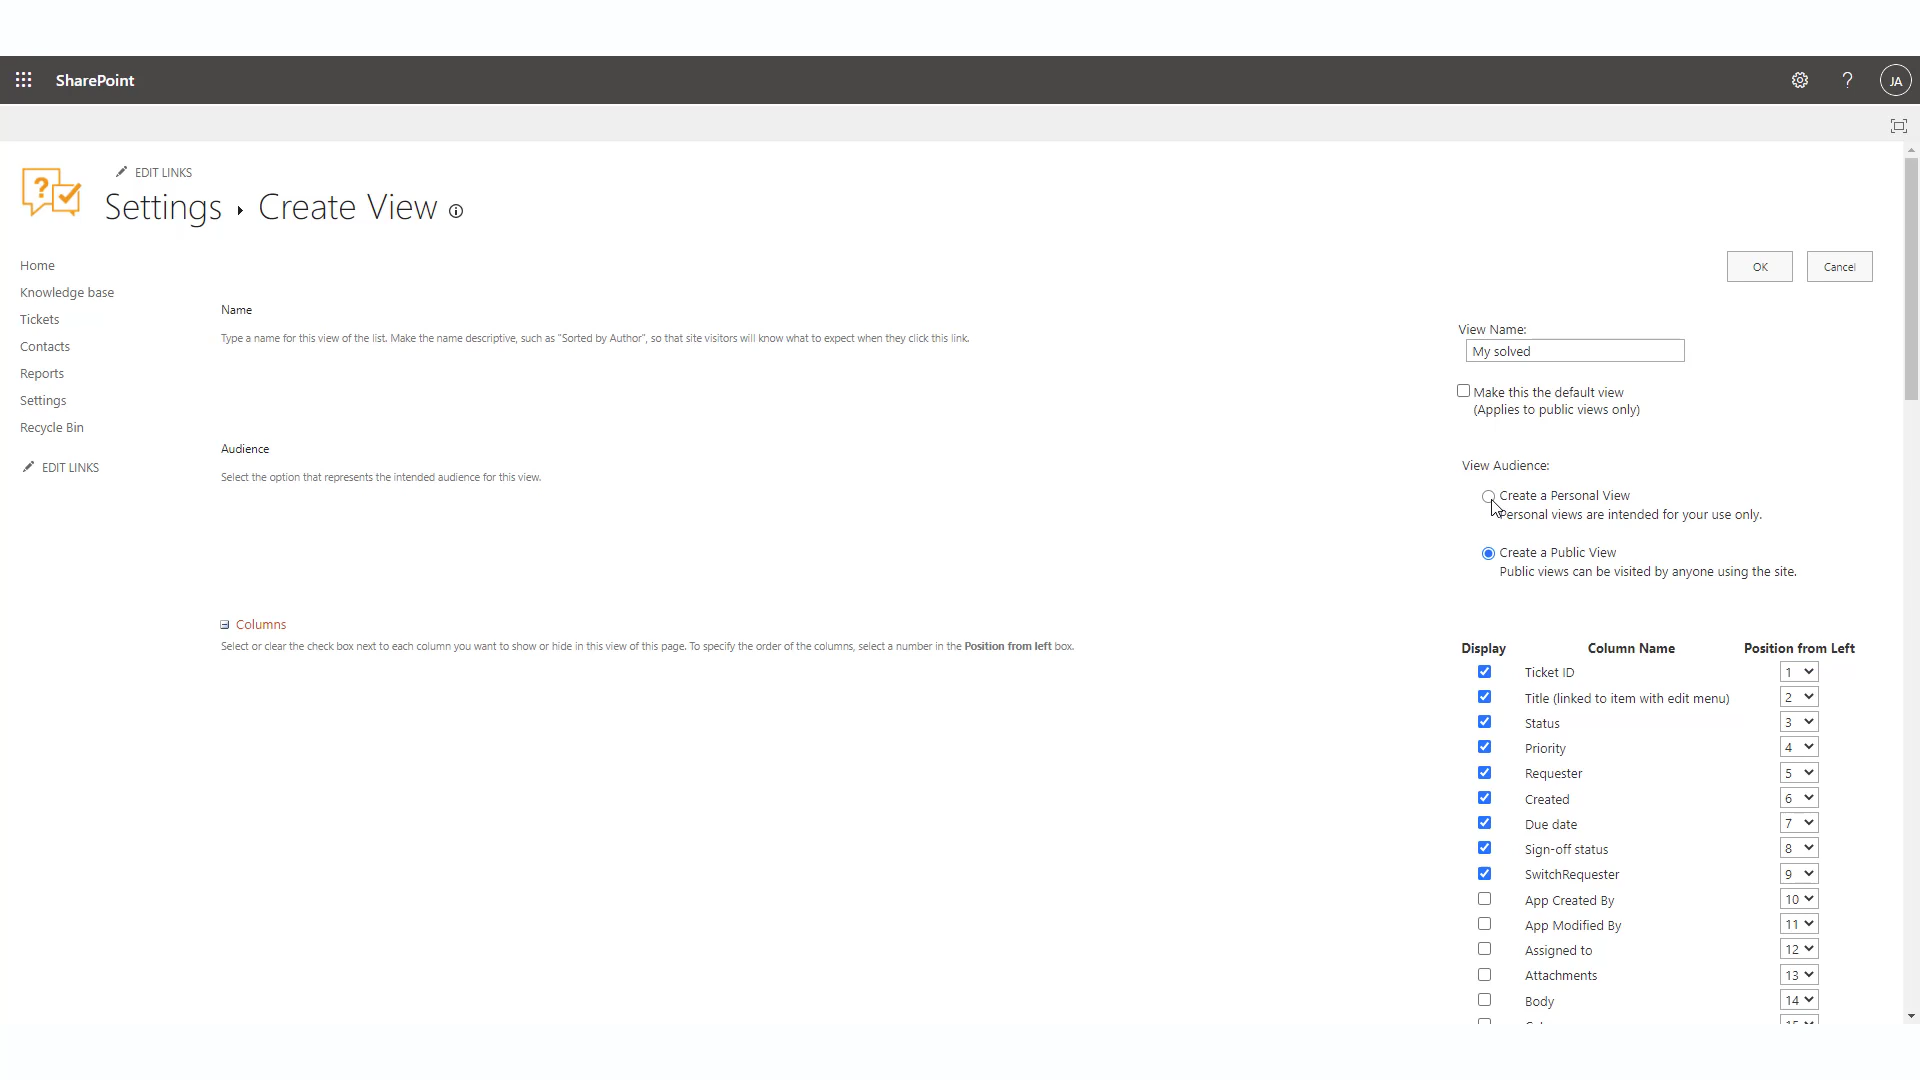 SharePoint
?
JA
EDIT LINKS
Settings ▸ Create View
Home
Knowledge base
Tickets
Contacts
Reports
Settings
Recycle Bin
EDIT LINKS
OK
Cancel
Name
Type a name for this view of the list. Make the name descriptive, such as "Sorted by Author", so that site visitors will know what to expect when they click this link.
View Name:
My solved
Make this the default view
(Applies to public views only)
Audience
Select the option that represents the intended audience for this view.
View Audience:
Create a Personal View
Personal views are intended for your use only.
Create a Public View
Public views can be visited by anyone using the site.
Columns
Select or clear the check box next to each column you want to show or hide in this view of this page. To specify the order of the columns, select a number in the Position from left box.
Display Column Name Position from Left
Ticket ID 1
Title (linked to item with edit menu) 2
Status 3
Priority 4
Requester 5
Created 6
Due date 7
Sign-off status 8
SwitchRequester 9
App Created By 10
App Modified By 11
Assigned to 12
Attachments 13
Body 14